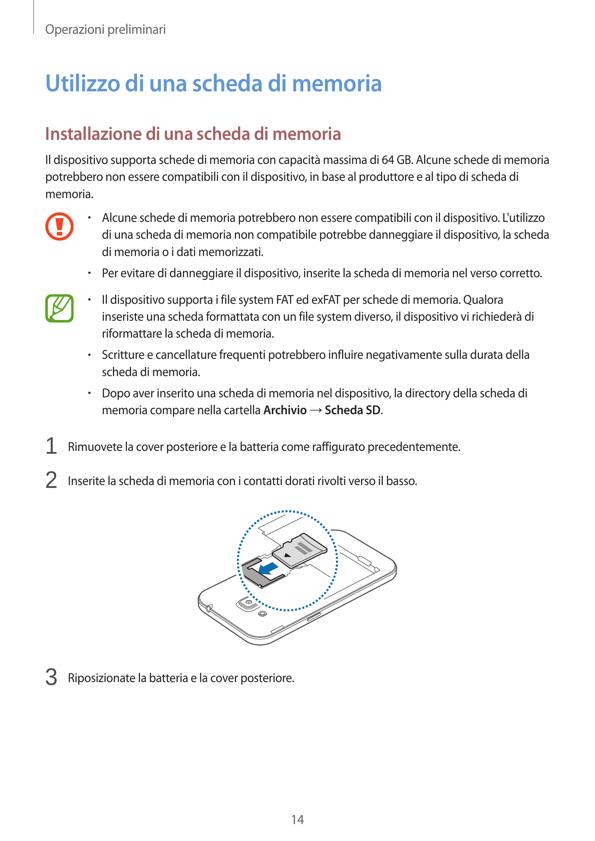 Operazioni preliminari
Utilizzo di una scheda di memoria
Installazione di una scheda di memoria
Il dispositivo supporta schede di memoria con capacità massima di 64 GB. Alcune schede di memoria
potrebbero non essere compatibili con il dispositivo, in base al produttore e al tipo di scheda di
memoria.
• Alcune schede di memoria potrebbero non essere compatibili con il dispositivo. L'utilizzo
di una scheda di memoria non compatibile potrebbe danneggiare il dispositivo, la scheda
di memoria o i dati memorizzati.
• Per evitare di danneggiare il dispositivo, inserite la scheda di memoria nel verso corretto.
• Il dispositivo supporta i file system FAT ed exFAT per schede di memoria. Qualora
inseriste una scheda formattata con un file system diverso, il dispositivo vi richiederà di
riformattare la scheda di memoria.
• Scritture e cancellature frequenti potrebbero influire negativamente sulla durata della
scheda di memoria.
• Dopo aver inserito una scheda di memoria nel dispositivo, la directory della scheda di
memoria compare nella cartella Archivio → Scheda SD.
1 Rimuovete la cover posteriore e la batteria come raffigurato precedentemente.
2 Inserite la scheda di memoria con i contatti dorati rivolti verso il basso.
3 Riposizionate la batteria e la cover posteriore.
14